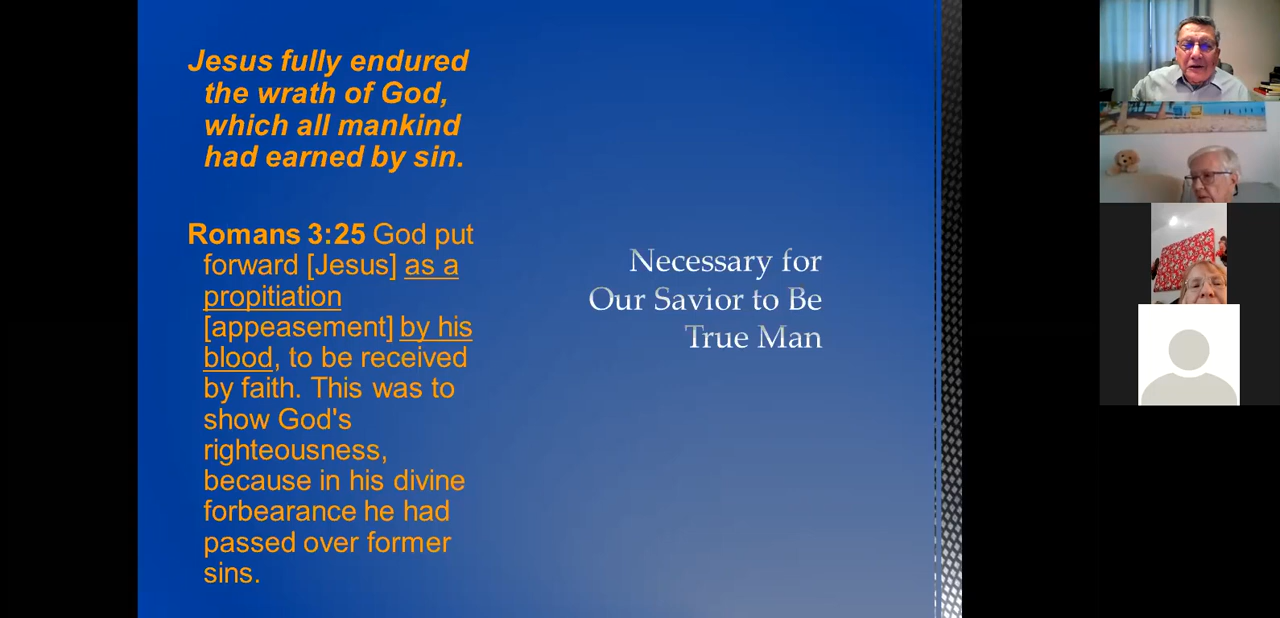 Jesus fully endured
the wrath of God,
which all mankind
had earned by sin.
Romans 3:25 God put
forward [Jesus] as a
propitiation
[appeasement] by his
blood, to be received
by faith. This was to
show God's
righteousness,
because in his divine
forbearance he had
passed over former
sins.
Necessary for
Our Savior to Be
True Man